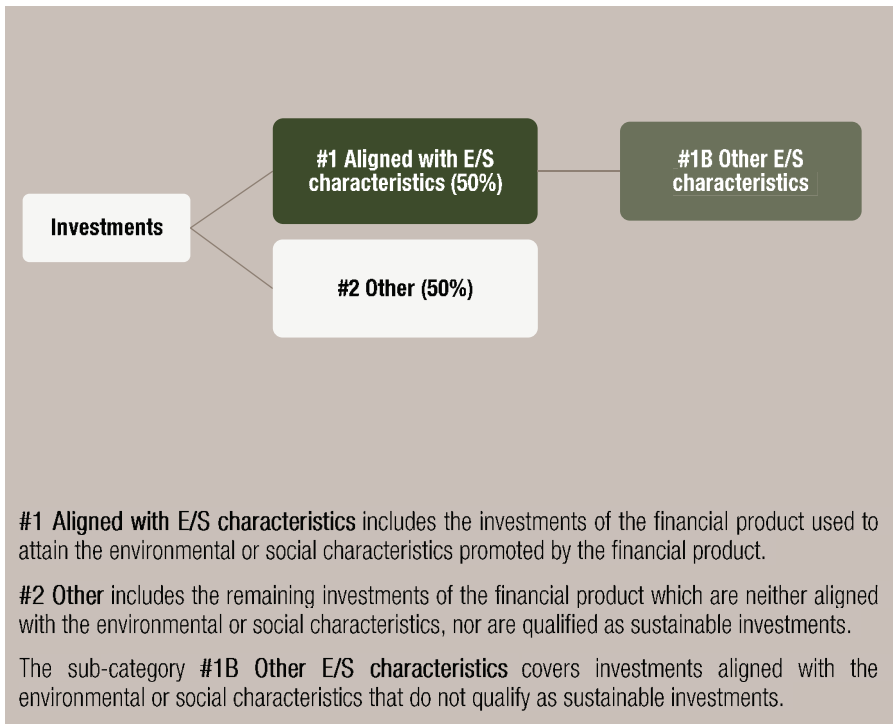 #1 Aligned with E/S
characteristics (50%)
#1B Other E/S
characteristics
Investments
#2 Other (50%)
#1 Aligned with E/S characteristics includes the investments of the financial product used to
attain the environmental or social characteristics promoted by the financial product.
#2 Other includes the remaining investments of the financial product which are neither aligned
with the environmental or social characteristics, nor are qualified as sustainable investments.
The sub-category #1B Other E/S characteristics covers investments aligned with the
environmental or social characteristics that do not qualify as sustainable investments.